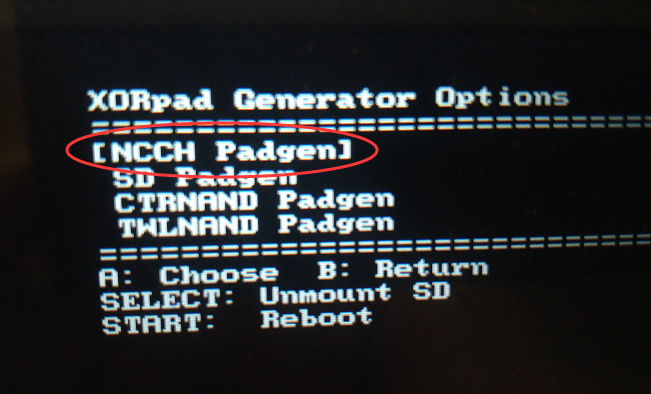 XORpad Generator Options
==============================
[NCCH Padgen]
SD Padgen
CTRNAND Padgen
TWLNAND Padgen
==============================
A: Choose B: Return
SELECT: Unmount SD
START: Reboot